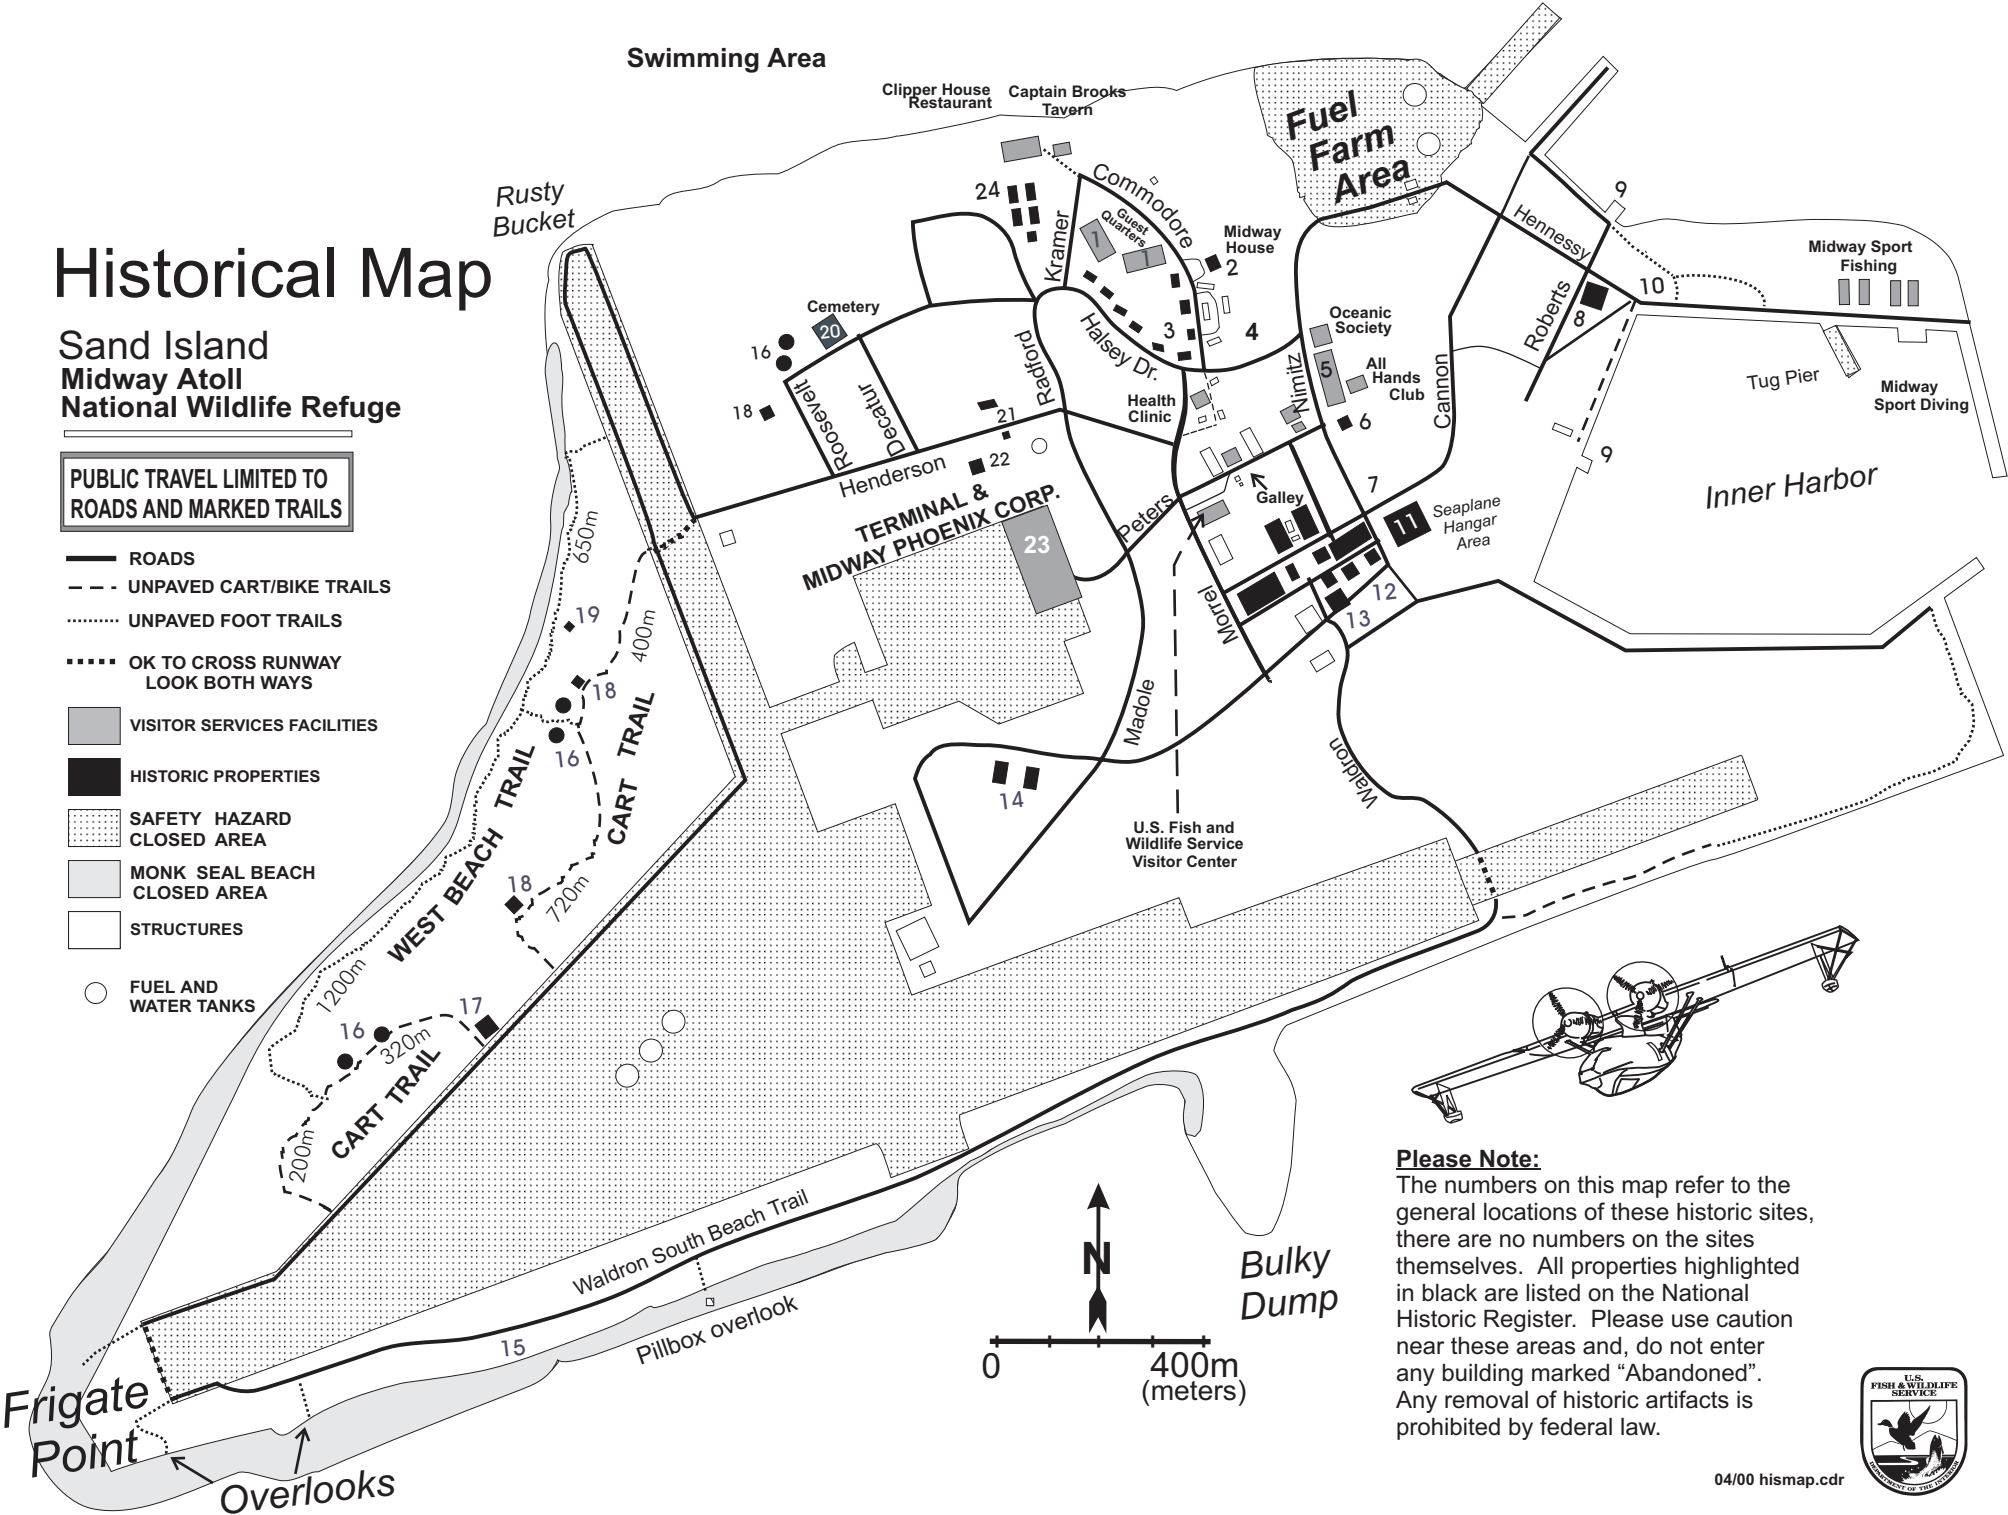 Swimming Area
Clipper House
Restaurant
Captain Brooks
Tavern
Fuel
Farm
Area
Rusty
Bucket
Historical Map
Sand Island
Midway Atoll
National Wildlife Refuge
PUBLIC TRAVEL LIMITED TO
ROADS AND MARKED TRAILS
ROADS
UNPAVED CART/BIKE TRAILS
UNPAVED FOOT TRAILS
OK TO CROSS RUNWAY
LOOK BOTH WAYS
VISITOR SERVICES FACILITIES
HISTORIC PROPERTIES
SAFETY HAZARD
CLOSED AREA
MONK SEAL BEACH
CLOSED AREA
STRUCTURES
FUEL AND
WATER TANKS
24
Kramer
Commodore
Guest
Quarters
1
1
Midway
House
2
3
4
Halsey Dr.
Radford
Cemetery
20
16
18
Roosevelt
Decatur
Henderson
21
22
TERMINAL &
MIDWAY PHOENIX CORP.
23
Health
Clinic
Nimitz
Oceanic
Society
5
All
Hands
Club
6
Cannon
7
Galley
Peters
11
Seaplane
Hangar
Area
12
13
Morrel
Madole
Waldron
14
U.S. Fish and
Wildlife Service
Visitor Center
9
Hennessy
Roberts
8
10
Midway Sport
Fishing
Tug Pier
Midway
Sport Diving
9
Inner Harbor
650m
19
400m
18
16
WEST BEACH TRAIL
CART TRAIL
18
720m
1200m
16
320m
17
CART TRAIL
200m
Waldron South Beach Trail
15
Pillbox overlook
Frigate
Point
Overlooks
Bulky
Dump
N
0
400m
(meters)
Please Note:
The numbers on this map refer to the
general locations of these historic sites,
there are no numbers on the sites
themselves. All properties highlighted
in black are listed on the National
Historic Register. Please use caution
near these areas and, do not enter
any building marked “Abandoned”.
Any removal of historic artifacts is
prohibited by federal law.
04/00 hismap.cdr
U.S.
FISH & WILDLIFE
SERVICE
DEPARTMENT OF THE INTERIOR